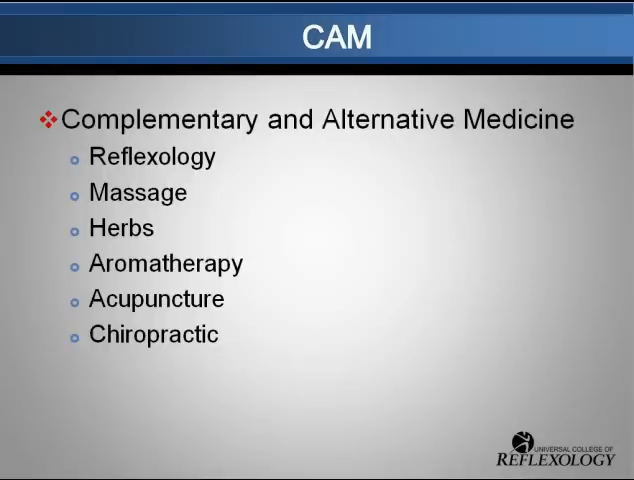 CAM
Complementary and Alternative Medicine
Reflexology
Massage
Herbs
Aromatherapy
Acupuncture
Chiropractic
UNIVERSAL COLLEGE OF
REFLEXOLOGY